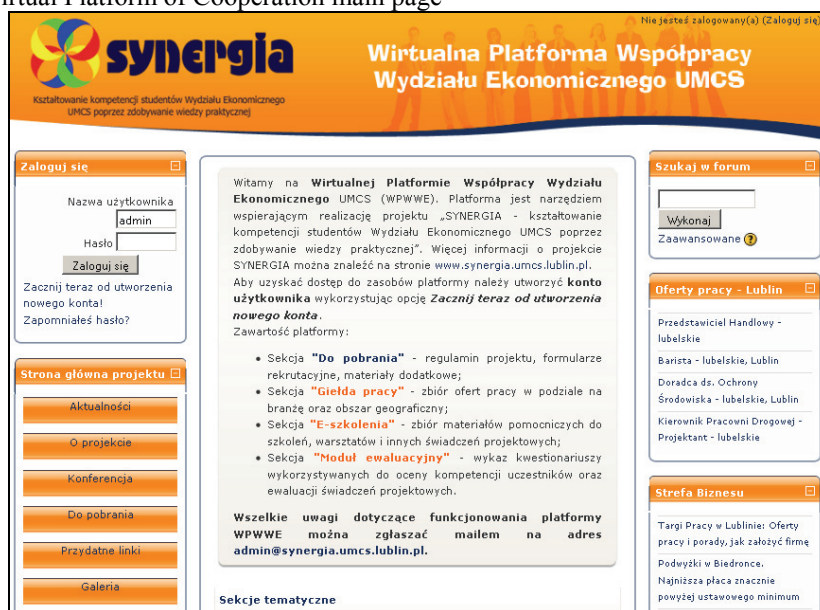 irtual Platform of Cooperation main page
Nie jesteś zalogowany(a) (Zaloguj się)
synergia
Kształtowanie kompetencji studentów Wydziału Ekonomicznego
UMCS poprzez zdobywanie wiedzy praktycznej
Wirtualna Platforma Współpracy
Wydziału Ekonomicznego UMCS
Zaloguj się
Nazwa użytkownika
admin
Hasło
Zaloguj się
Zacznij teraz od utworzenia
nowego konta!
Zapomniałeś hasło?
Strona główna projektu
Aktualności
O projekcie
Konferencja
Do pobrania
Przydatne linki
Galeria
Witamy na Wirtualnej Platformie Współpracy Wydziału
Ekonomicznego UMCS (WPWWE). Platforma jest narzędziem
wspierającym realizację projektu „SYNERGIA - kształtowanie
kompetencji studentów Wydziału Ekonomicznego UMCS poprzez
zdobywanie wiedzy praktycznej”. Więcej informacji o projekcie
SYNERGIA można znaleźć na stronie www.synergia.umcs.lublin.pl.
Aby uzyskać dostęp do zasobów platformy należy utworzyć konto
użytkownika wykorzystując opcję Zacznij teraz od utworzenia
nowego konta.
Zawartość platformy:
• Sekcja "Do pobrania" - regulamin projektu, formularze
rekrutacyjne, materiały dodatkowe;
• Sekcja "Giełda pracy" - zbiór ofert pracy w podziale na
branżę oraz obszar geograficzny;
• Sekcja "E-szkolenia" - zbiór materiałów pomocniczych do
szkoleń, warsztatów i innych świadczeń projektowych;
• Sekcja "Moduł ewaluacyjny" - wykaz kwestionariuszy
wykorzystywanych do oceny kompetencji uczestników oraz
ewaluacji świadczeń projektowych.
Wszelkie uwagi dotyczące funkcjonowania platformy
WPWWE można zgłaszać mailem na adres
admin@synergia.umcs.lublin.pl.
Sekcje tematyczne
Szukaj w forum
Wykonaj
Zaawansowane ?
Oferty pracy - Lublin
Przedstawiciel Handlowy -
lubelskie
Barista - lubelskie, Lublin
Doradca ds. Ochrony
Środowiska - lubelskie, Lublin
Kierownik Pracowni Drogowej -
Projektant - lubelskie
Strefa Biznesu
Targi Pracy w Lublinie: Oferty
pracy i porady, jak założyć firmę
Podwyżki w Biedronce.
Najniższa płaca znacznie
powyżej ustawowego minimum